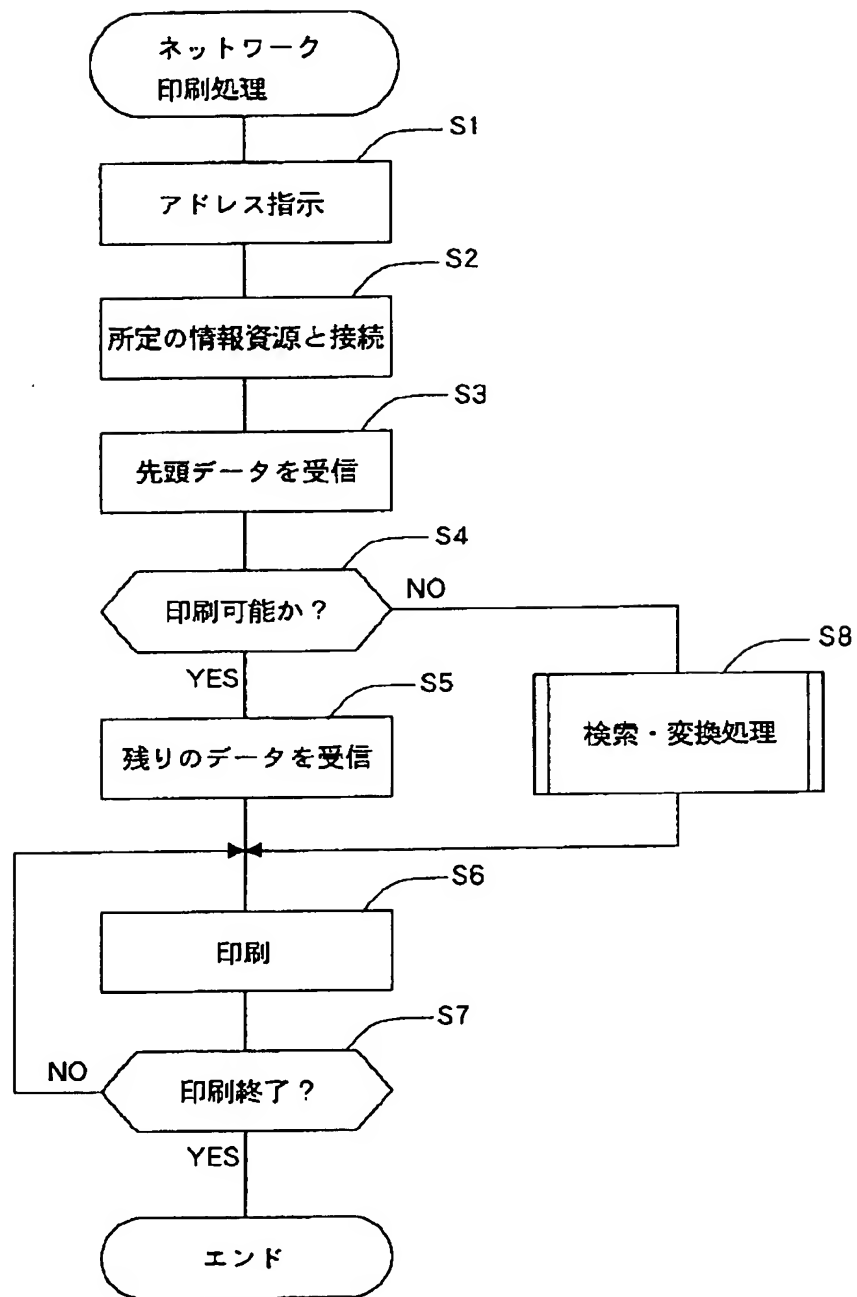 ネットワーク
印刷処理
S1
アドレス指示
S2
所定の情報資源と接続
S3
先頭データを受信
S4
印刷可能か？
NO
YES
S5
残りのデータを受信
S8
検索・変換処理
S6
印刷
S7
印刷終了？
NO
YES
エンド